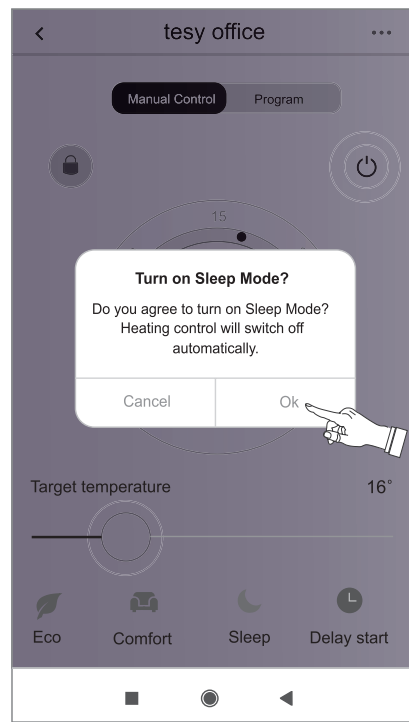 tesy office
Manual Control Program
15
Turn on Sleep Mode?
Do you agree to turn on Sleep Mode?
Heating control will switch off
automatically.
Cancel Ok
Target temperature 16°
Eco Comfort Sleep Delay start